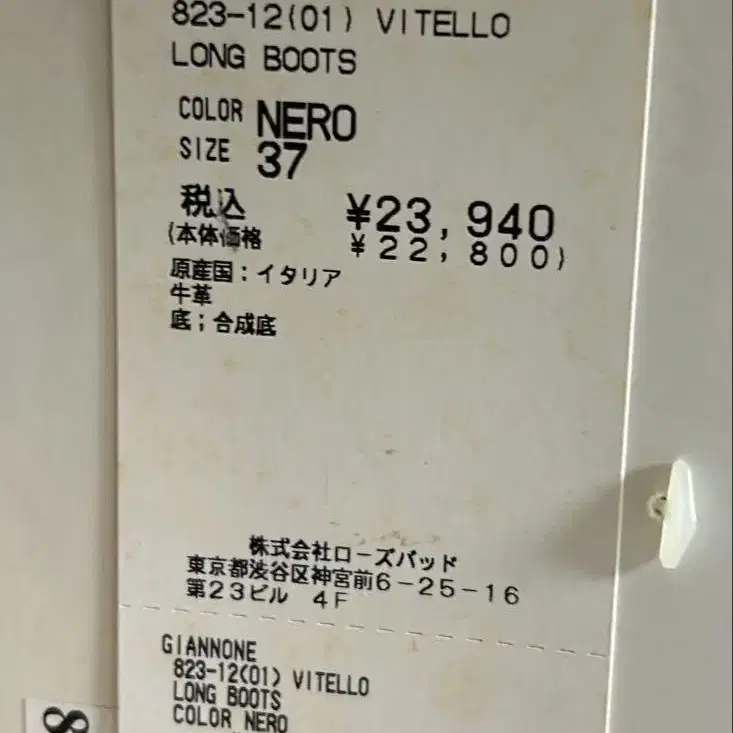 823-12(01) VITELLO
LONG BOOTS
COLOR NERO
SIZE 37
税込 ¥23,940
(本体価格 ¥22,800)
原産国:イタリア
牛革
底;合成底
株式会社ローズバッド
東京都渋谷区神宮前6-25-16
第23ビル 4F
GIANNONE
823-12(01) VITELLO
LONG BOOTS
COLOR NERO
8